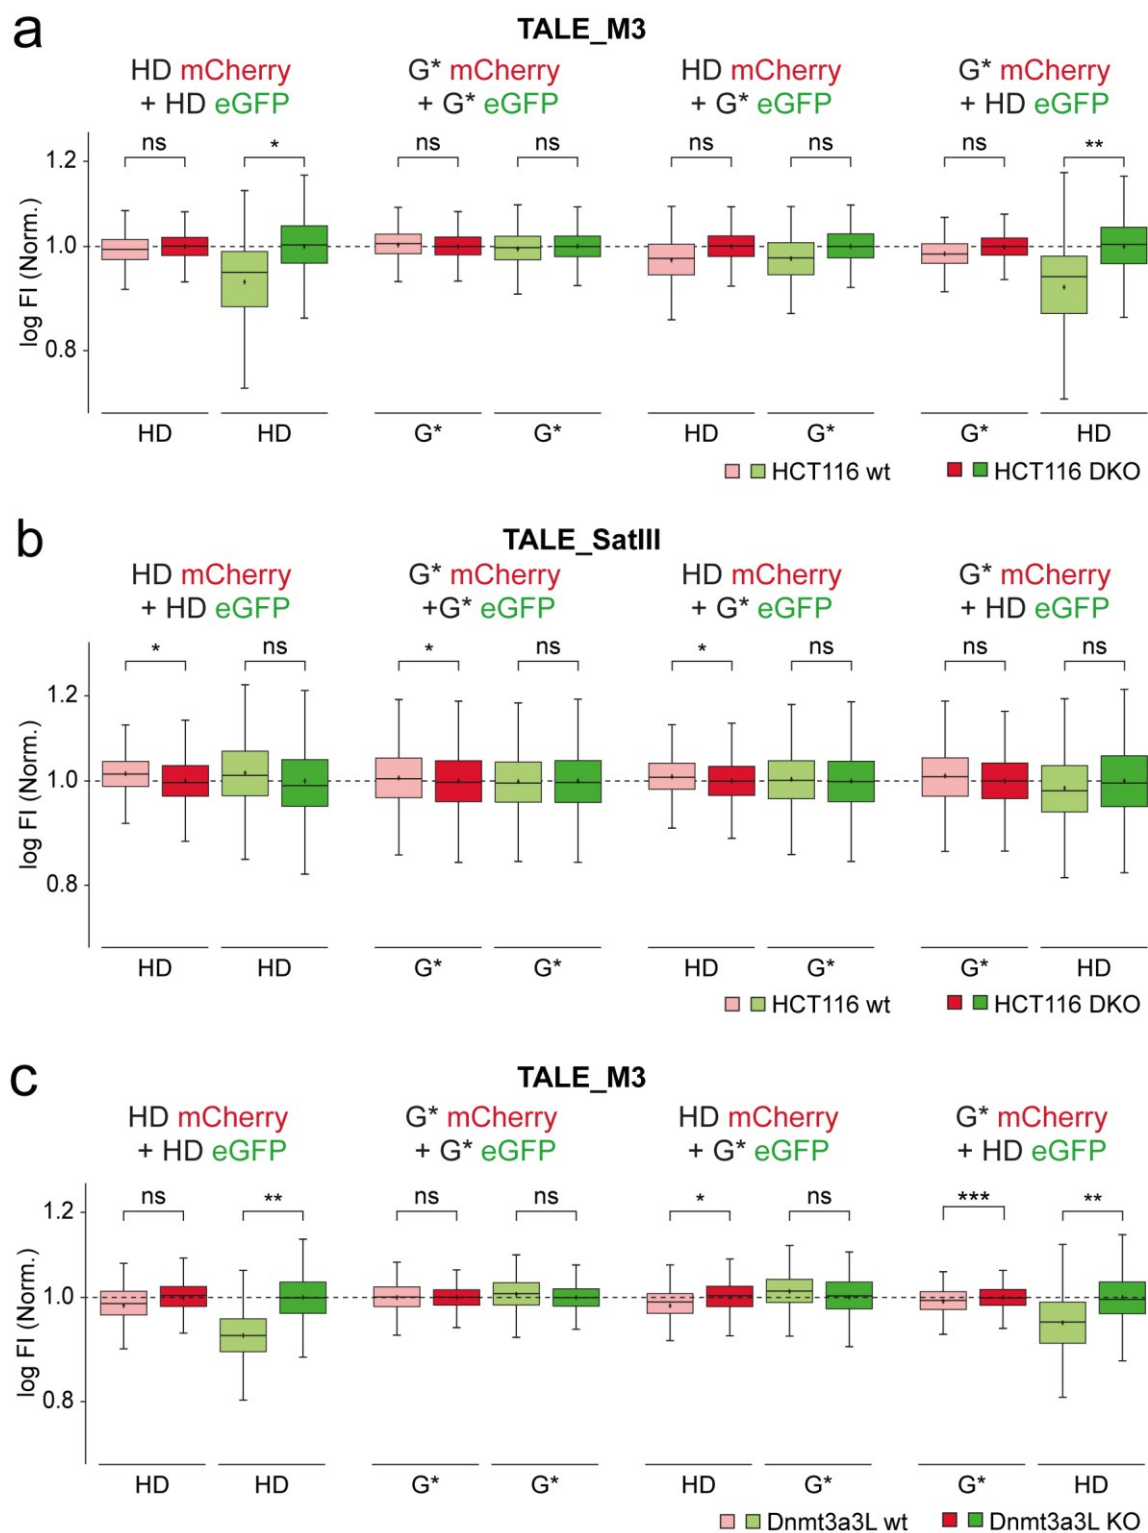 a
TALE_M3
HD mCherry + HD eGFP
G* mCherry + G* eGFP
HD mCherry + G* eGFP
G* mCherry + HD eGFP
ns * ns ns ns ns ns **
1.2
1.0
0.8
log FI (Norm.)
HD HD G* G* HD G* G* HD
HCT116 wt HCT116 DKO
b
TALE_SatIII
HD mCherry + HD eGFP
G* mCherry +G* eGFP
HD mCherry + G* eGFP
G* mCherry + HD eGFP
* ns * ns * ns ns ns
1.2
1.0
0.8
log FI (Norm.)
HD HD G* G* HD G* G* HD
HCT116 wt HCT116 DKO
c
TALE_M3
HD mCherry + HD eGFP
G* mCherry + G* eGFP
HD mCherry + G* eGFP
G* mCherry + HD eGFP
ns ** ns ns * ns *** **
1.2
1.0
0.8
log FI (Norm.)
HD HD G* G* HD G* G* HD
Dnmt3a3L wt Dnmt3a3L KO